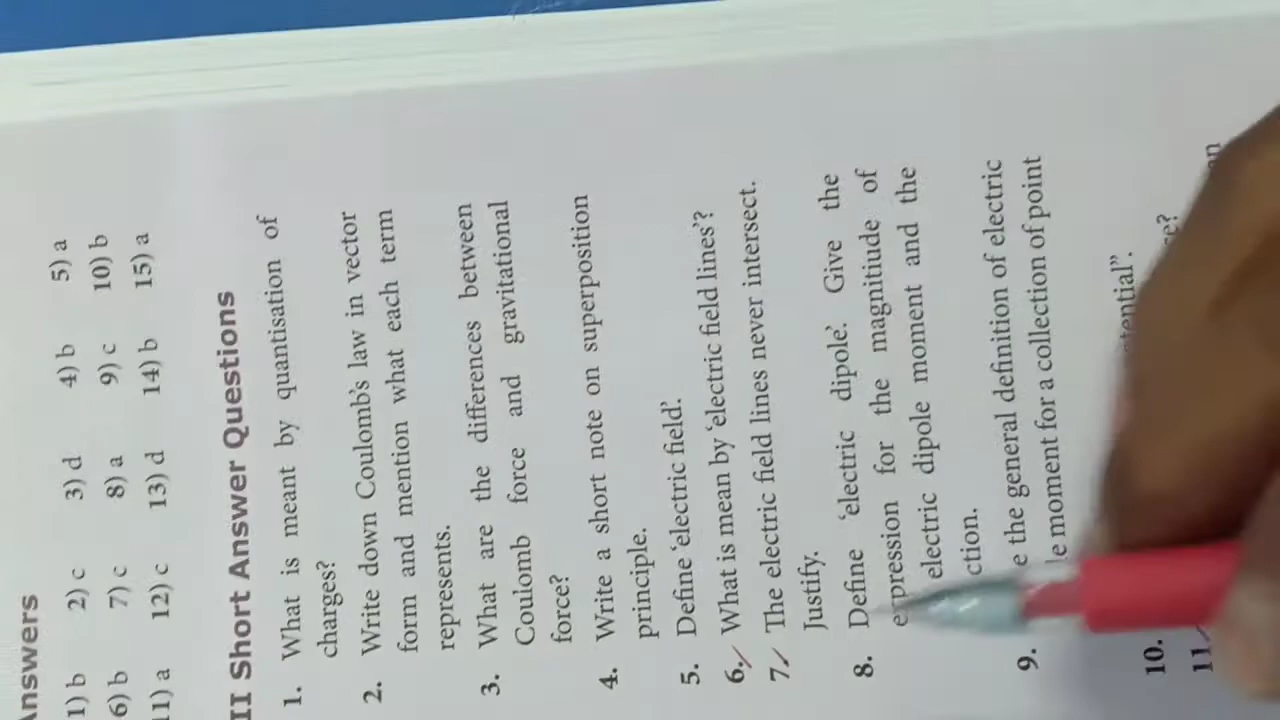 Answers
1) b 2) c 3) d 4) b 5) a
6) b 7) c 8) a 9) c 10) b
11) a 12) c 13) d 14) b 15) a
II Short Answer Questions
1. What is meant by quantisation of
charges?
2. Write down Coulomb's law in vector
form and mention what each term
represents.
3. What are the differences between
Coulomb force and gravitational
force?
4. Write a short note on superposition
principle.
5. Define ‘electric field’.
6. What is mean by ‘electric field lines’?
7. The electric field lines never intersect.
Justify.
8. Define ‘electric dipole’. Give the
expression for the magnitiude of
electric dipole moment and the
ction.
9. e the general definition of electric
le moment for a collection of point
10. tential”.
11. ce?